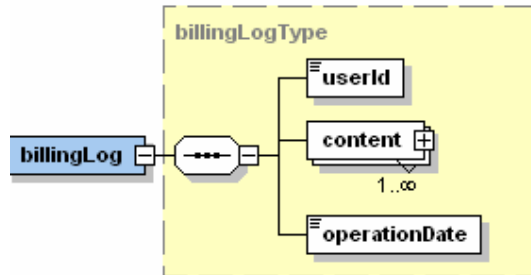 billingLogType
userId
billingLog
content
1..∞
operationDate